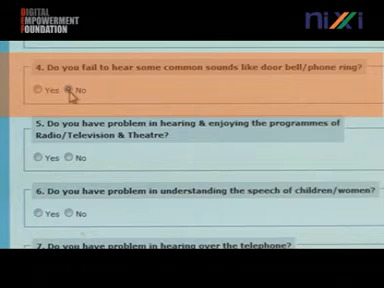 DIGITAL
EMPOWERMENT
FOUNDATION
nixi
4. Do you fail to hear some common sounds like door bell/phone ring?
Yes No
5. Do you have problem in hearing & enjoying the programmes of
Radio/Television & Theatre?
Yes No
6. Do you have problem in understanding the speech of children/women?
Yes No
7. Do you have problem in hearing over the telephone?